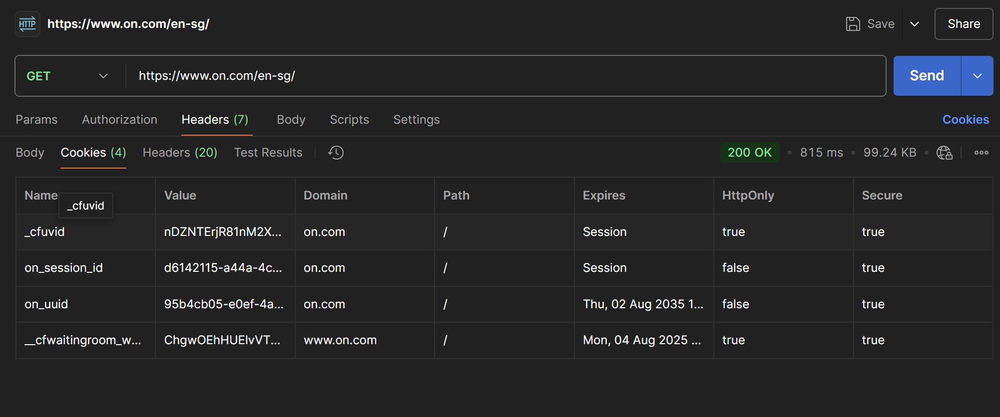 HTTP https://www.on.com/en-sg/ Save Share
GET https://www.on.com/en-sg/ Send
Params Authorization Headers (7) Body Scripts Settings Cookies
Body Cookies (4) Headers (20) Test Results 200 OK • 815 ms • 99.24 KB •
Name Value Domain Path Expires HttpOnly Secure
_cfuvid
_cfuvid nDZNTErjR81nM2X... on.com / Session true true
on_session_id d6142115-a44a-4c... on.com / Session false true
on_uuid 95b4cb05-e0ef-4a... on.com / Thu, 02 Aug 2035 1... false true
__cfwaitingroom_w... ChgwOEhHUElvVT... www.on.com / Mon, 04 Aug 2025 ... true true